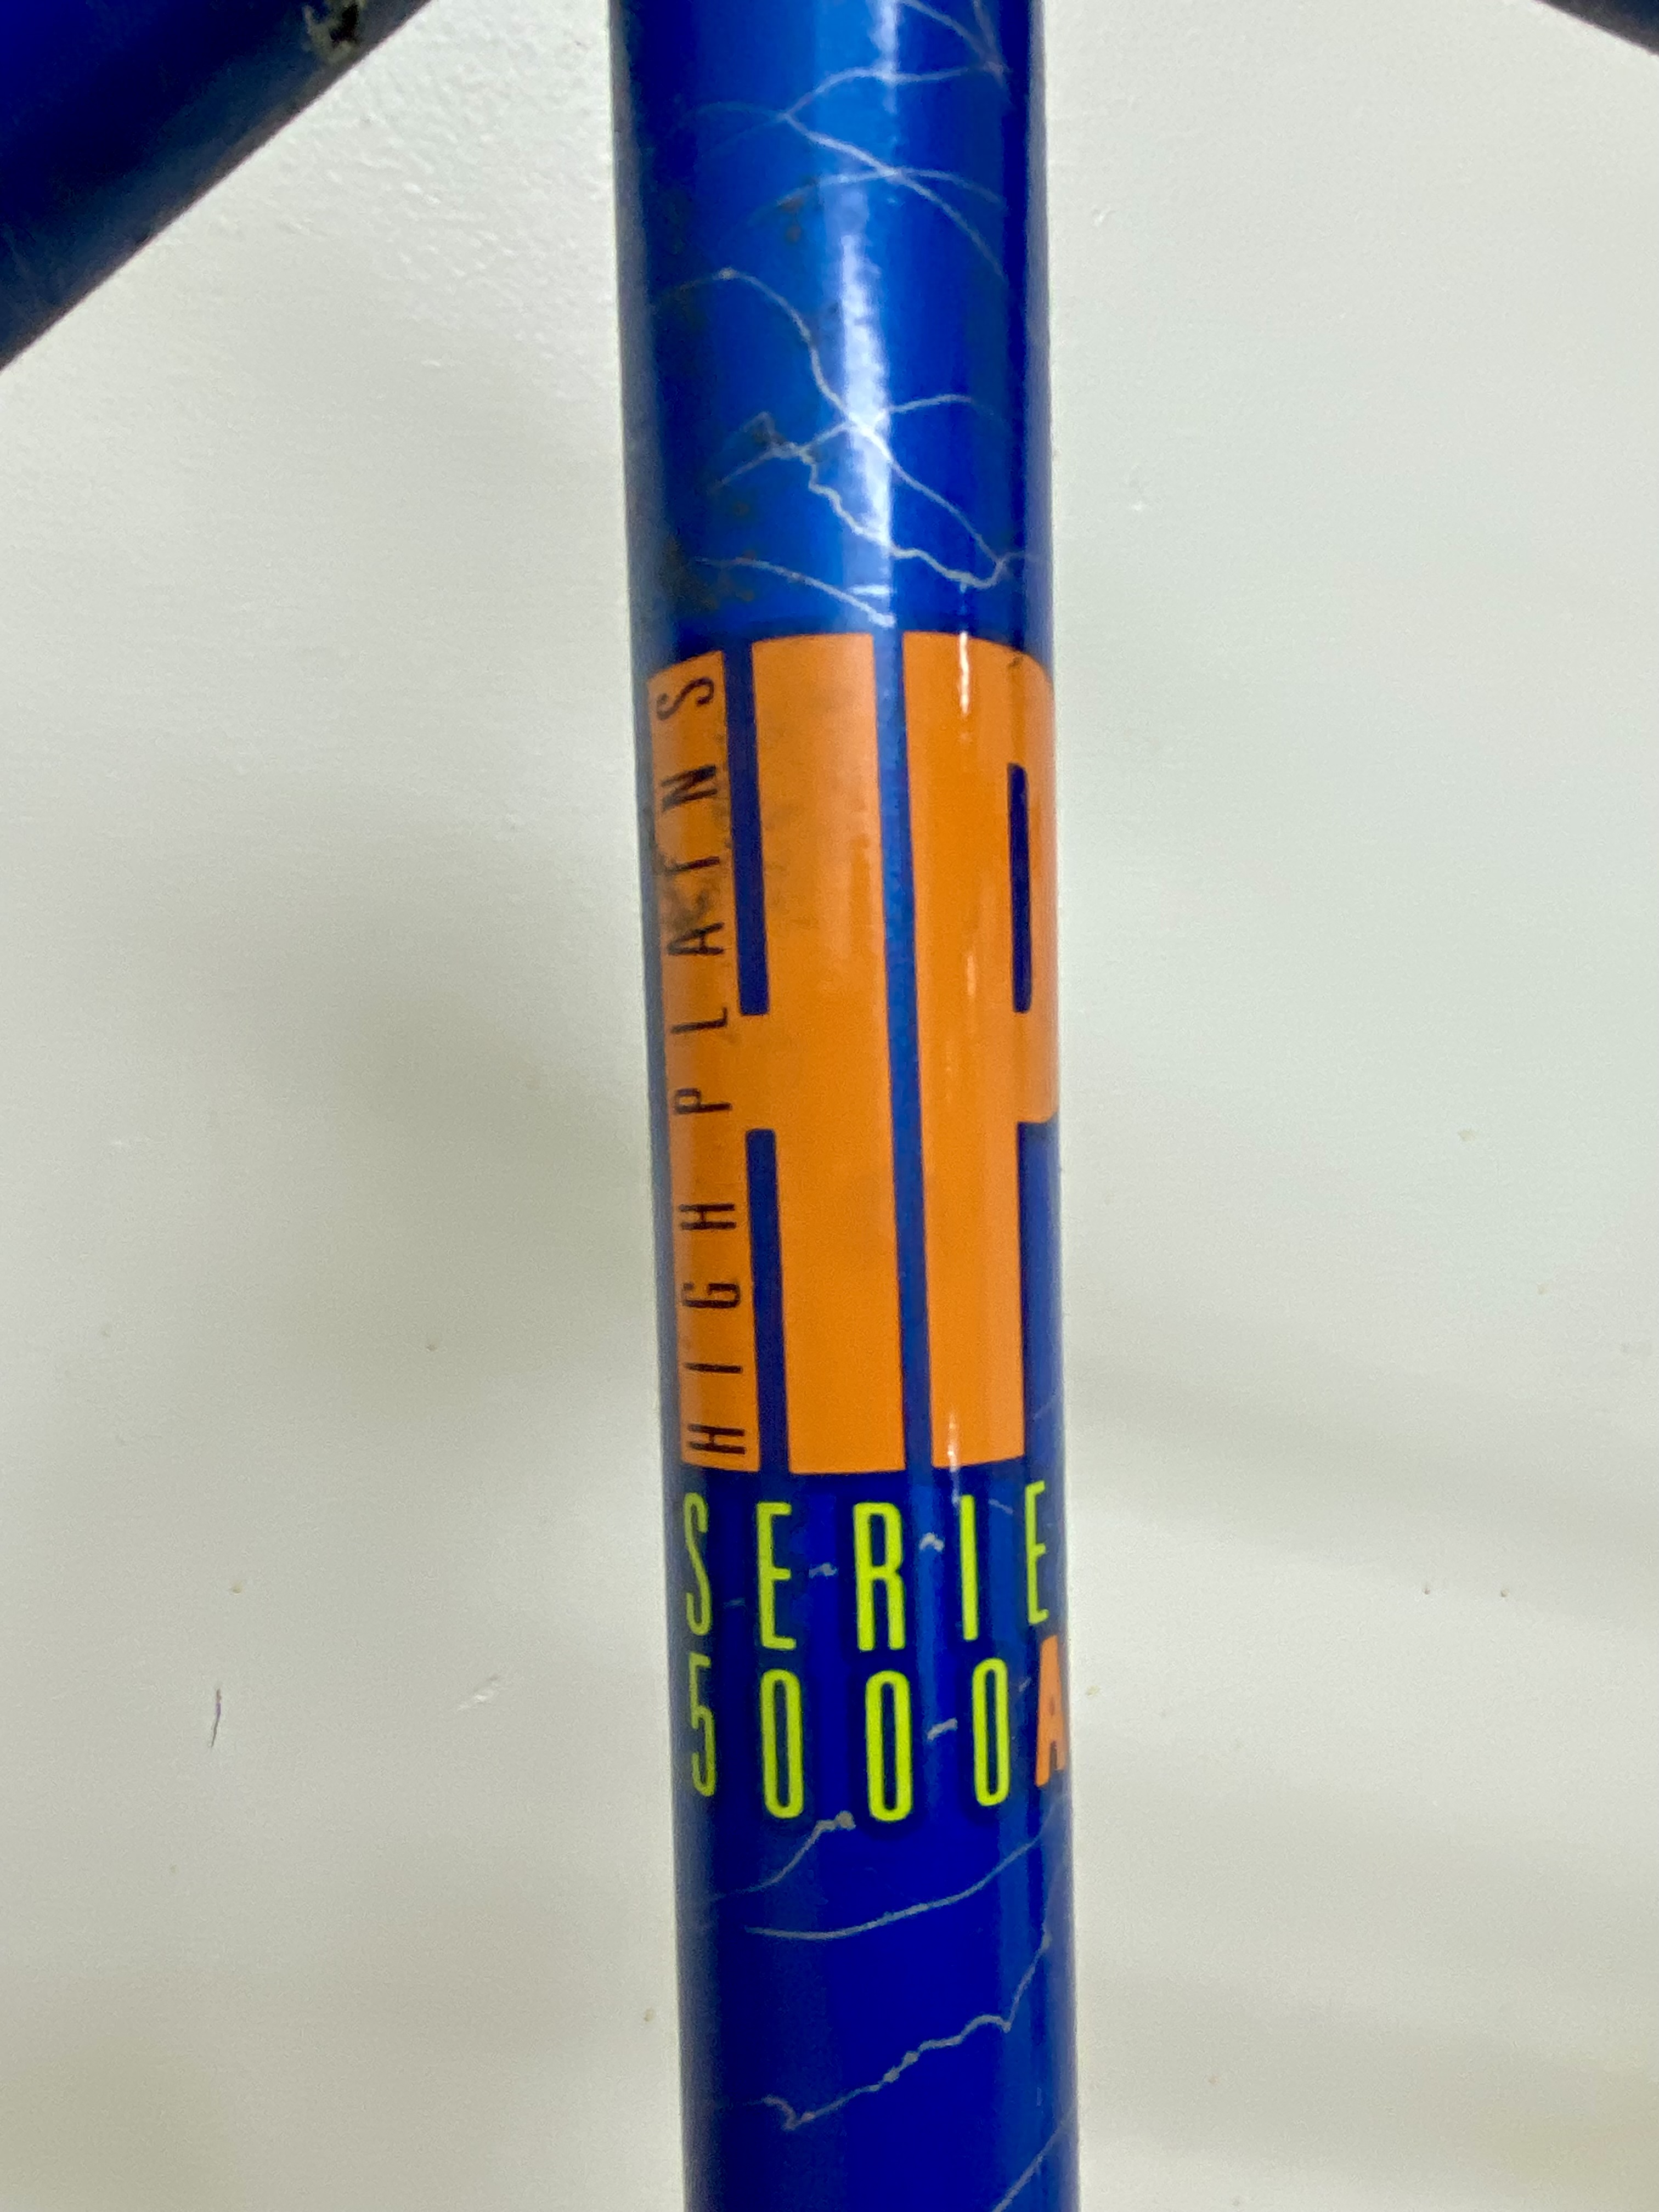 HIGH PLAINS
HP
SERIE
5000A